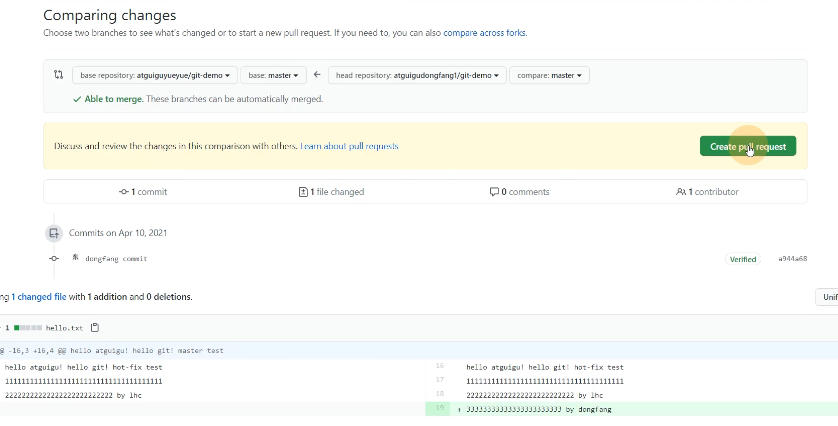 Comparing changes
Choose two branches to see what's changed or to start a new pull request. If you need to, you can also compare across forks.
base repository: atguiguyueyue/git-demo base: master head repository: atguigudongfang1/git-demo compare: master
Able to merge. These branches can be automatically merged.
Discuss and review the changes in this comparison with others. Learn about pull requests Create pull request
1 commit 1 file changed 0 comments 1 contributor
Commits on Apr 10, 2021
dongfang commit Verified a944a68
ng 1 changed file with 1 addition and 0 deletions. Unif
1 hello.txt
-16,3 +16,4 @@ hello atguigu! hello git! master test
hello atguigu! hello git! hot-fix test 16 hello atguigu! hello git! hot-fix test
17
18 by lhc
by lhc
19 + by dongfang